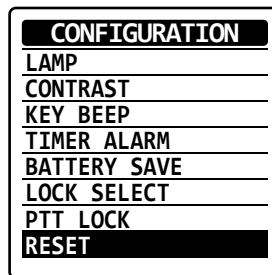 CONFIGURATION
LAMP
CONTRAST
KEY BEEP
TIMER ALARM
BATTERY SAVE
LOCK SELECT
PTT LOCK
RESET